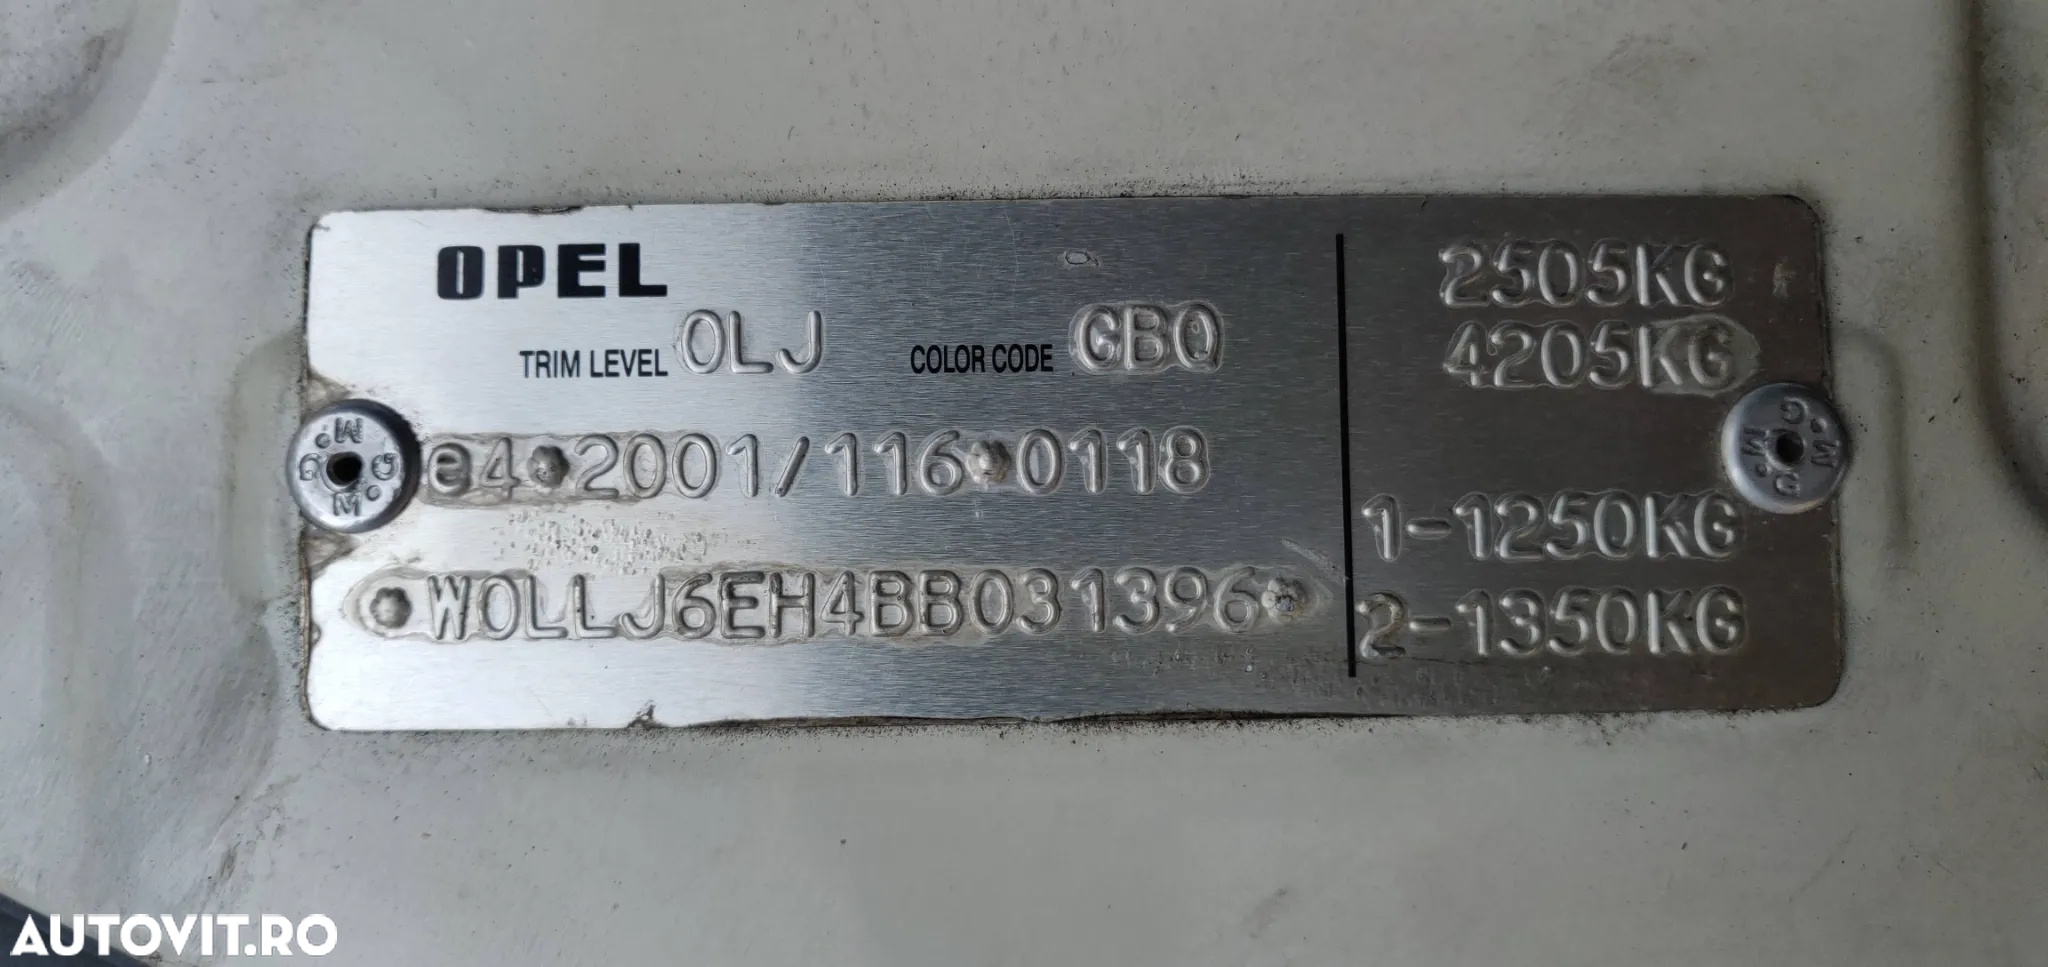 OPEL
TRIM LEVEL 0LJ COLOR CODE GBQ
e4*2001/116*0118
*W0LLJ6EH4BB031396*
2505KG
4205KG
1-1250KG
2-1350KG
G.M. G.M.
G.M. G.M.
AUTOVIT.RO